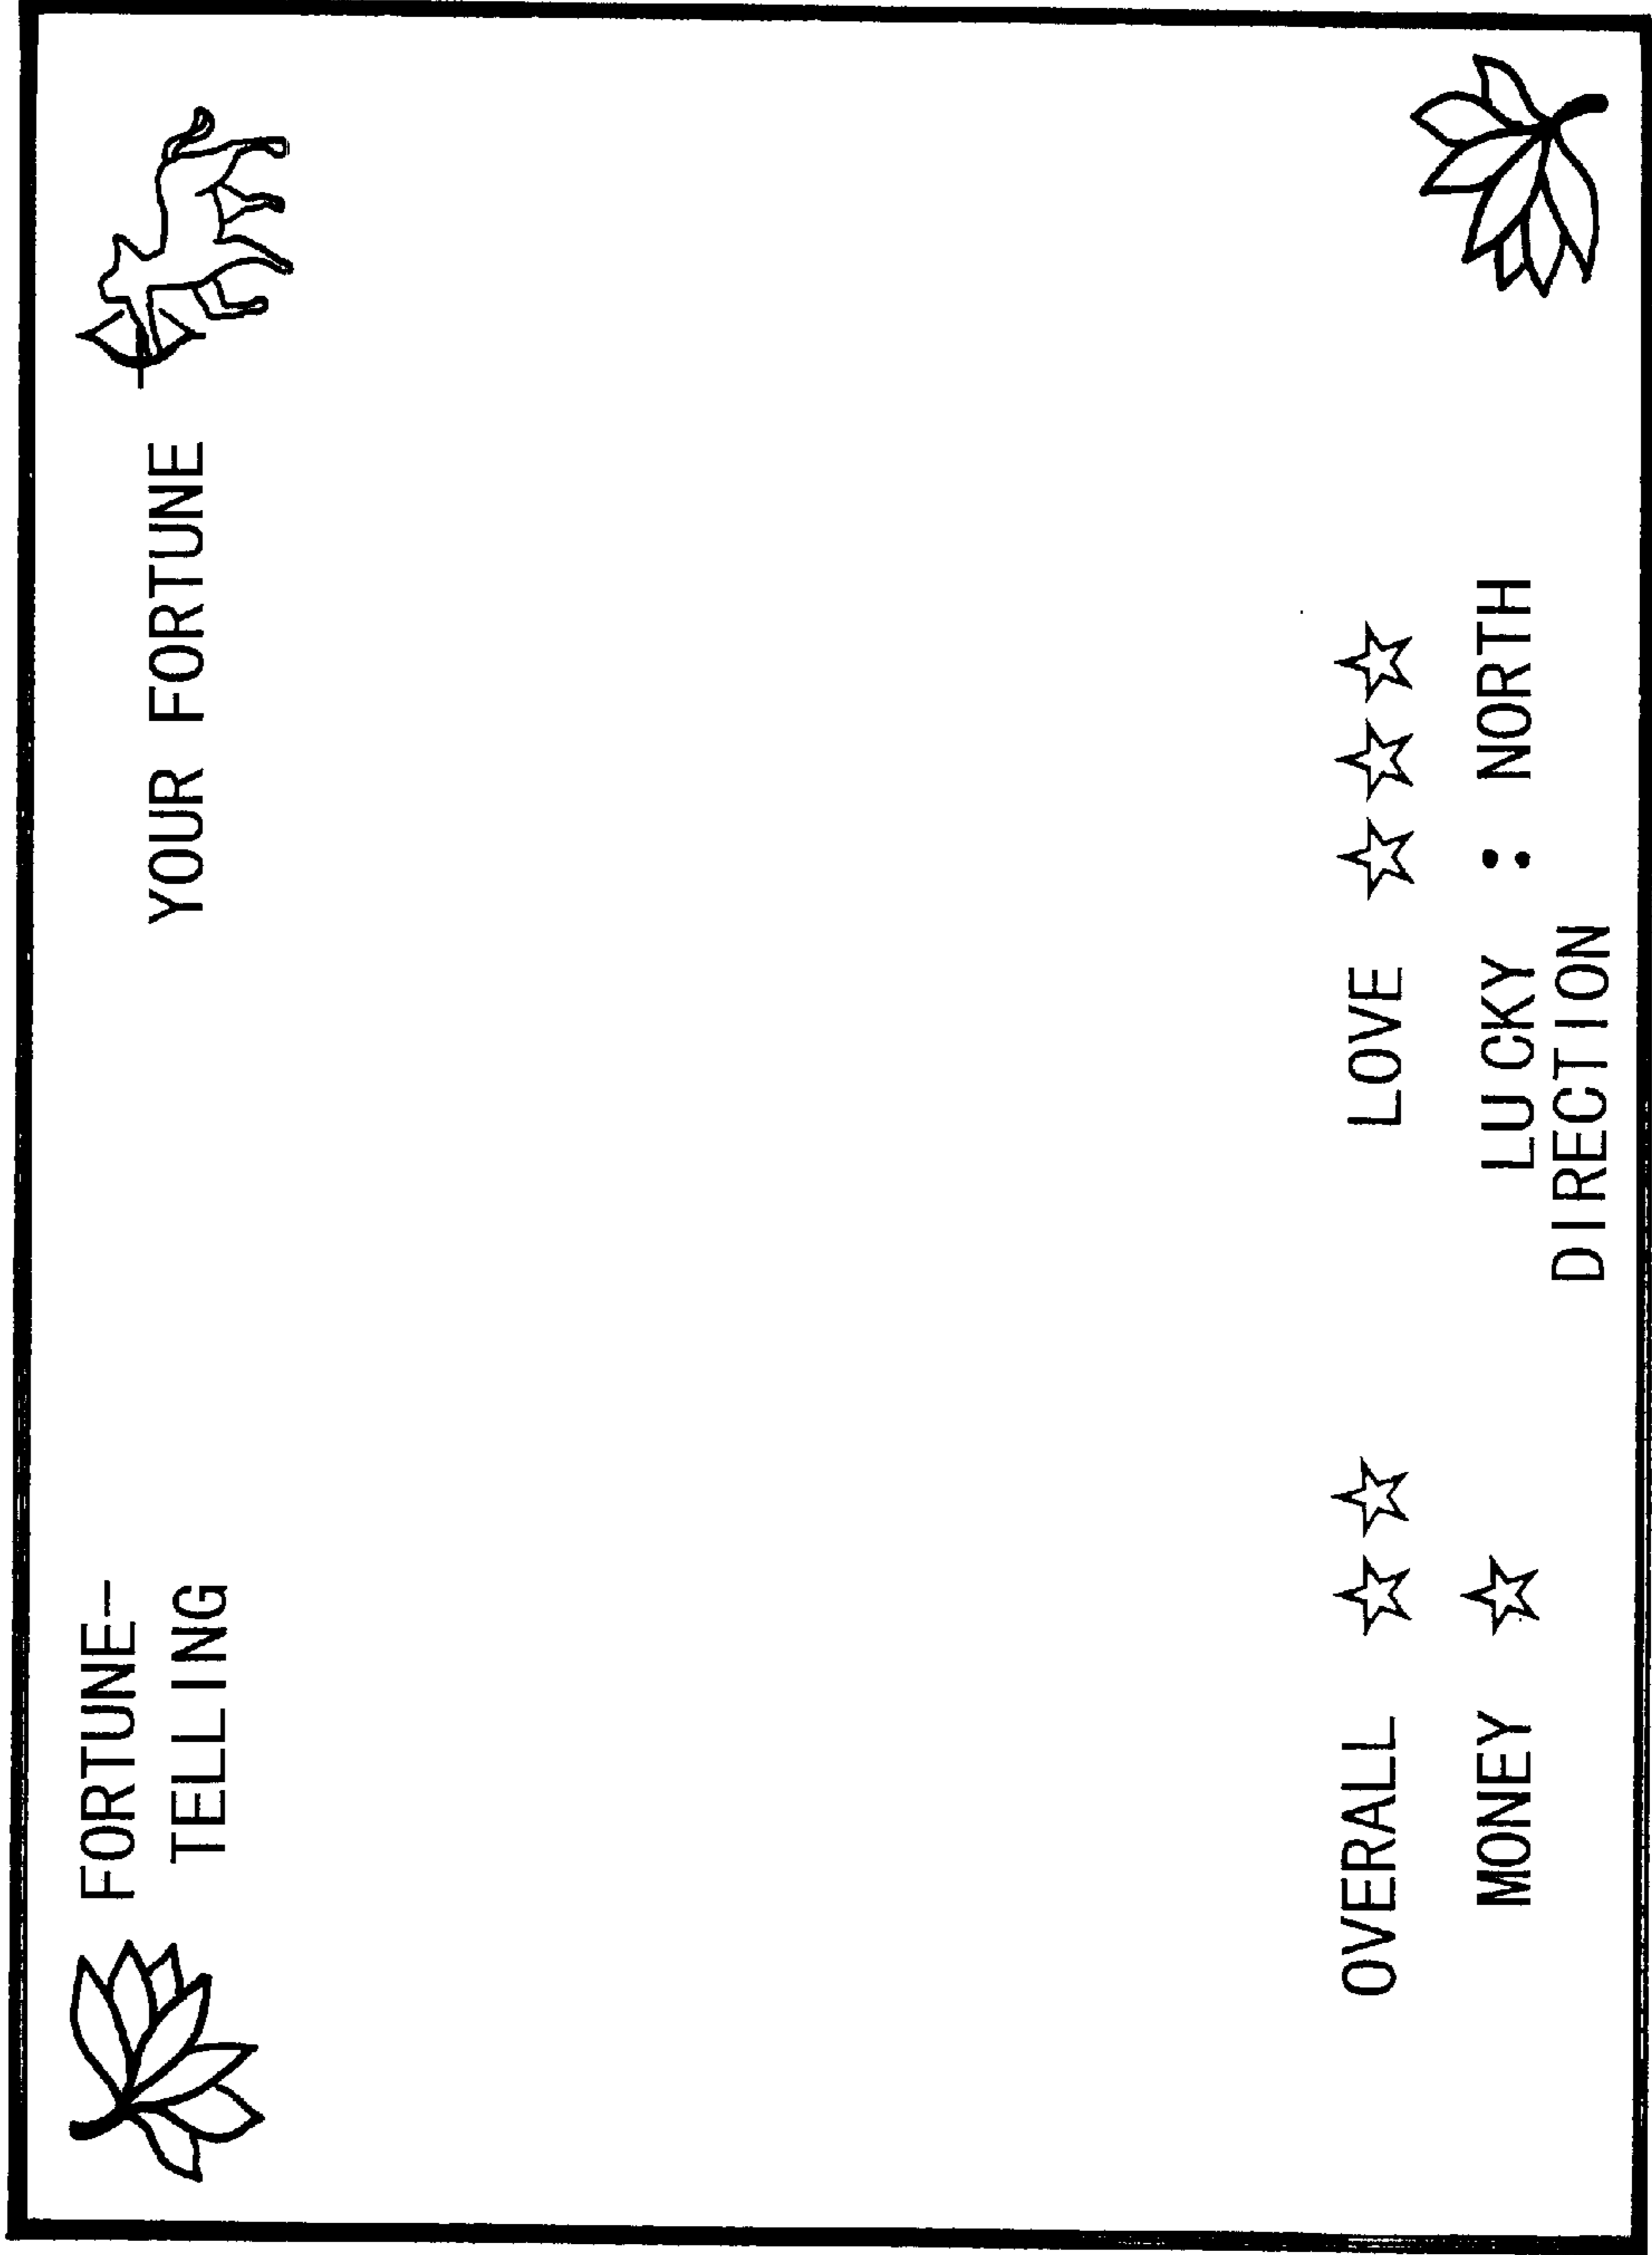 FORTUNE-
TELLING
YOUR FORTUNE
OVERALL ☆☆
LOVE ☆☆☆
MONEY ☆
LUCKY : NORTH
DIRECTION